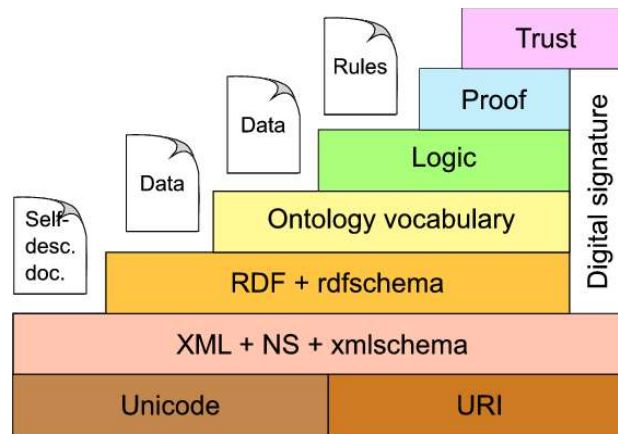 Trust
Rules
Proof
Data
Logic
Data
Ontology vocabulary
Digital signature
Self-
desc.
doc.
RDF + rdfschema
XML + NS + xmlschema
Unicode
URI